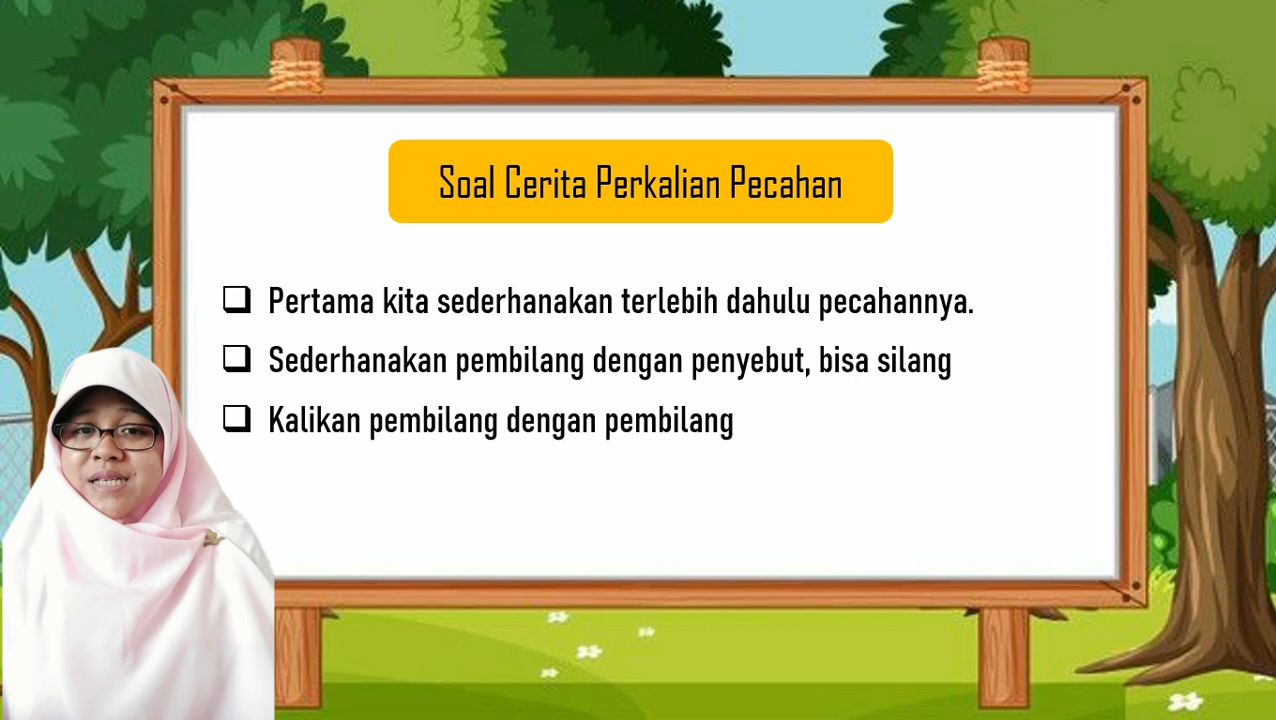 Soal Cerita Perkalian Pecahan
Pertama kita sederhanakan terlebih dahulu pecahannya.
Sederhanakan pembilang dengan penyebut, bisa silang
Kalikan pembilang dengan pembilang